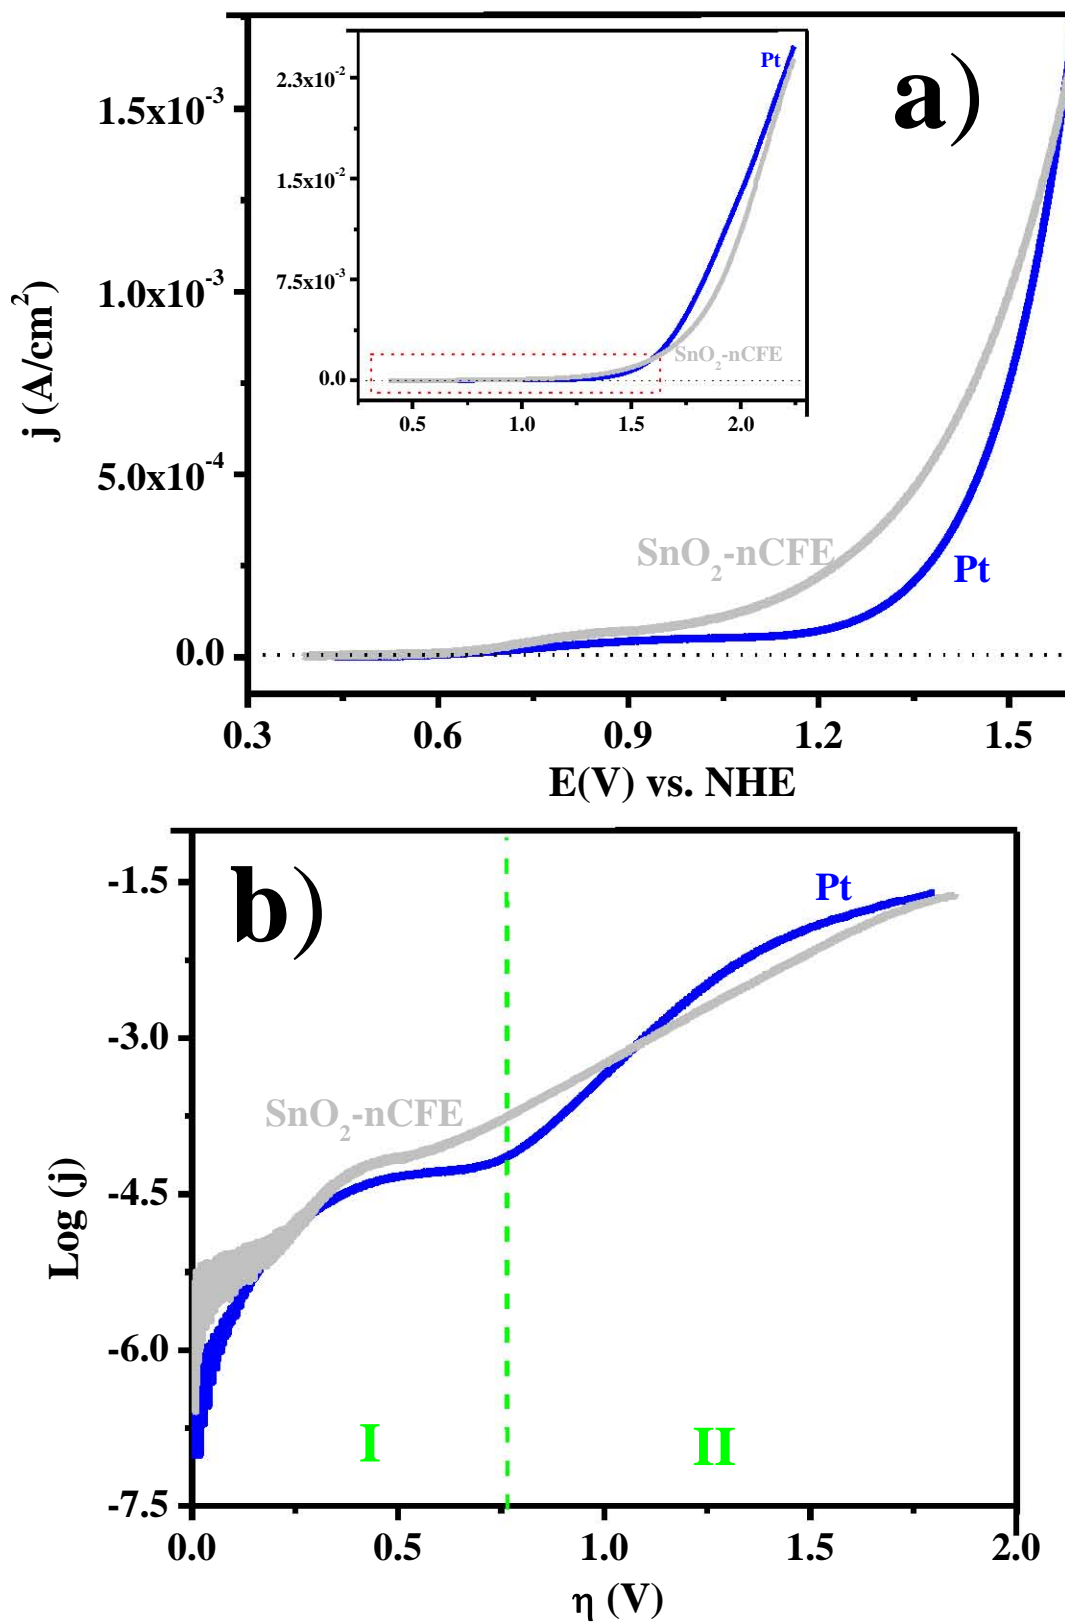 a)
Pt
2.3x10⁻²
1.5x10⁻²
7.5x10⁻³
0.0
SnO₂-nCFE
0.5 1.0 1.5 2.0
1.5x10⁻³
1.0x10⁻³
5.0x10⁻⁴
0.0
j (A/cm²)
SnO₂-nCFE
Pt
0.3 0.6 0.9 1.2 1.5
E(V) vs. NHE
b)
Pt
-1.5
-3.0
-4.5
-6.0
-7.5
Log (j)
SnO₂-nCFE
I
II
0.0 0.5 1.0 1.5 2.0
η (V)